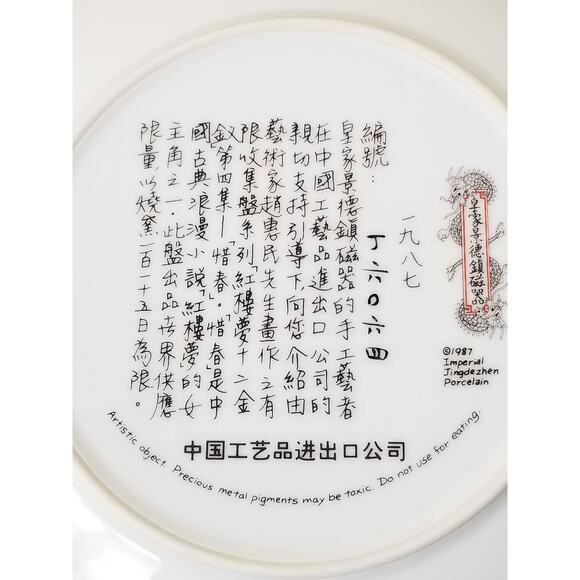 編號：
一九八七
丁六〇六四
皇家景德鎮磁器的手工藝者
在中國工藝品進出口公司的
親切支持引導下,向您介紹由
藝術家趙惠民先生畫作之有
限收集盤系列「紅樓夢十二金
釵」第四集—「惜春」。惜春是中
國古典浪漫小說「紅樓夢」的女
主角之一．此盤出品世界供應
限量以燒窯一百一十五日為限。
皇家景德鎮磁器
©1987
Imperial
Jingdezhen
Porcelain
中国工艺品进出口公司
Artistic object. Precious metal pigments may be toxic. Do not use for eating.